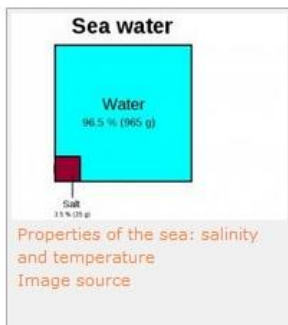 Sea water
Water
96.5 % (965 g)
Salt
3.5 % (35 g)
Properties of the sea: salinity
and temperature
Image source